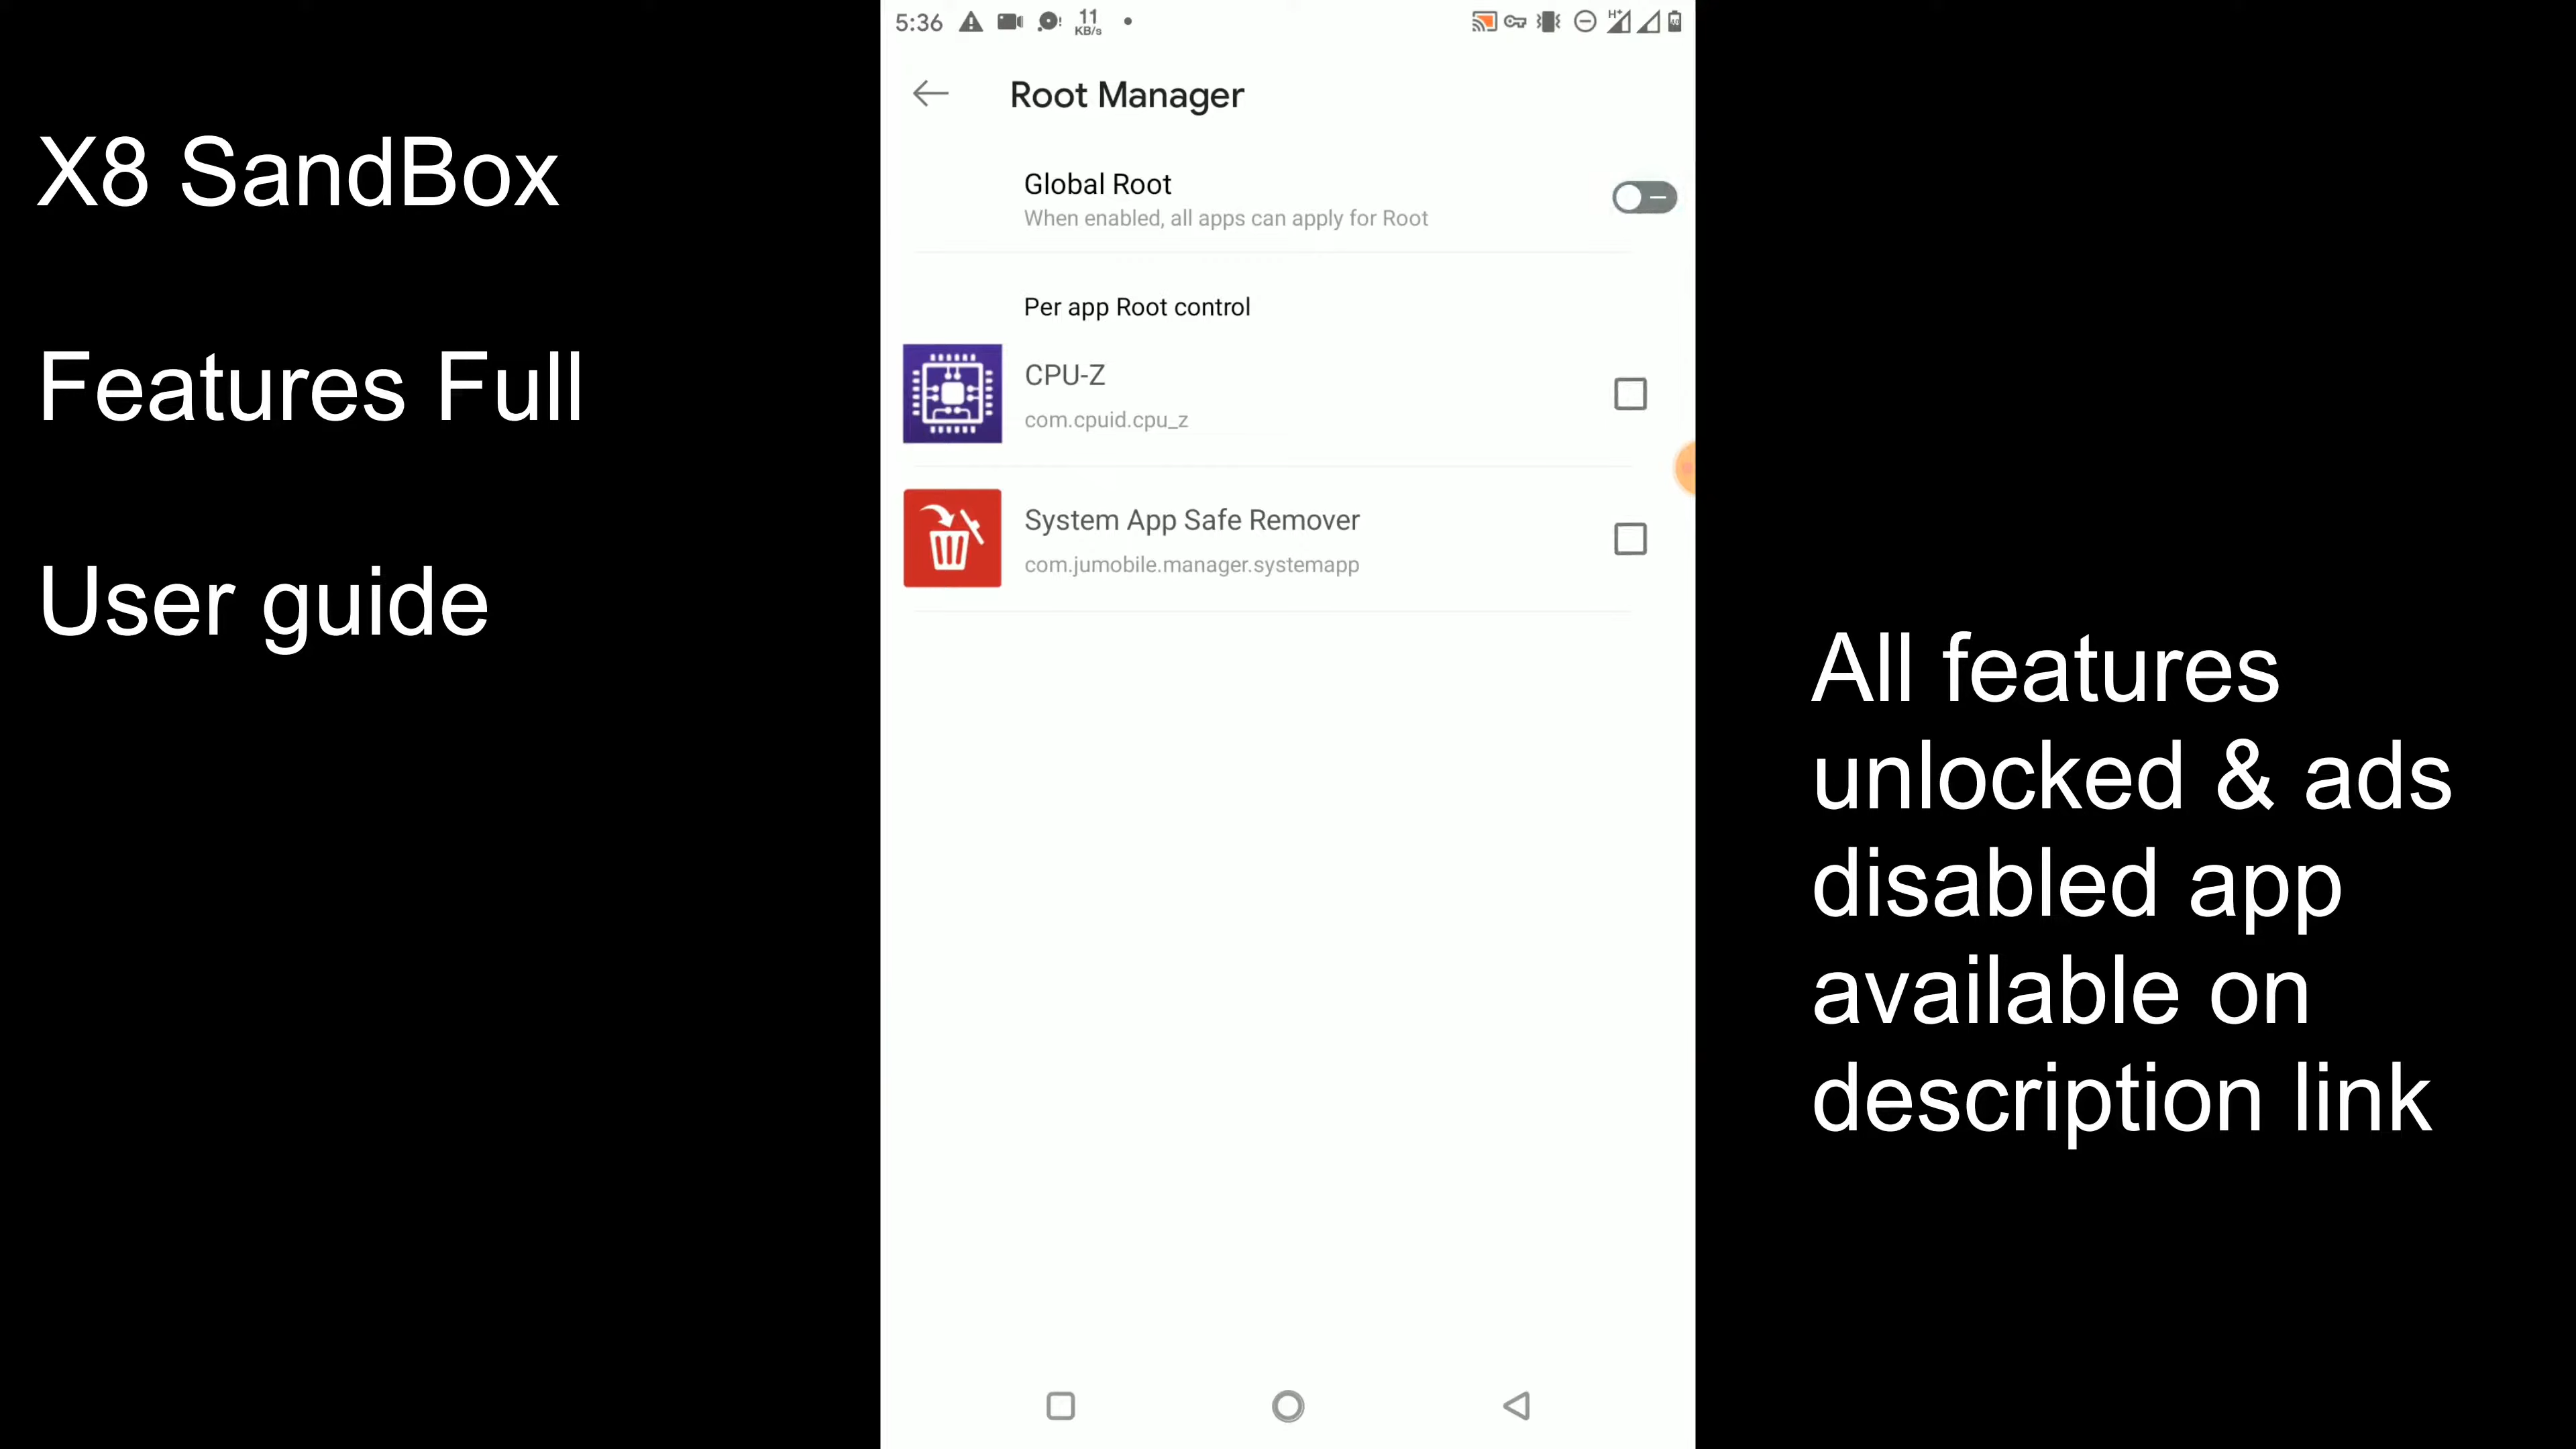 X8 SandBox
Features Full
User guide
5:36
11
KB/s
H+
Root Manager
Global Root
When enabled, all apps can apply for Root
Per app Root control
CPU-Z
com.cpuid.cpu_z
System App Safe Remover
com.jumobile.manager.systemapp
All features
unlocked & ads
disabled app
available on
description link